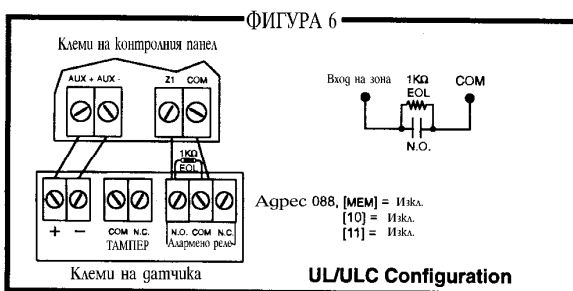 ФИГУРА 6
Клеми на контролния панел
AUX + AUX - Z1 COM
1KΩ
EOL
+ - COM N.C. N.O. COM N.C.
ТАМПЕР Алармено реле
Клеми на датчика
Вход на зона 1KΩ COM
EOL
N.O.
Адрес 088, [MEM] = Изкл.
[10] = Изкл.
[11] = Изкл.
UL/ULC Configuration